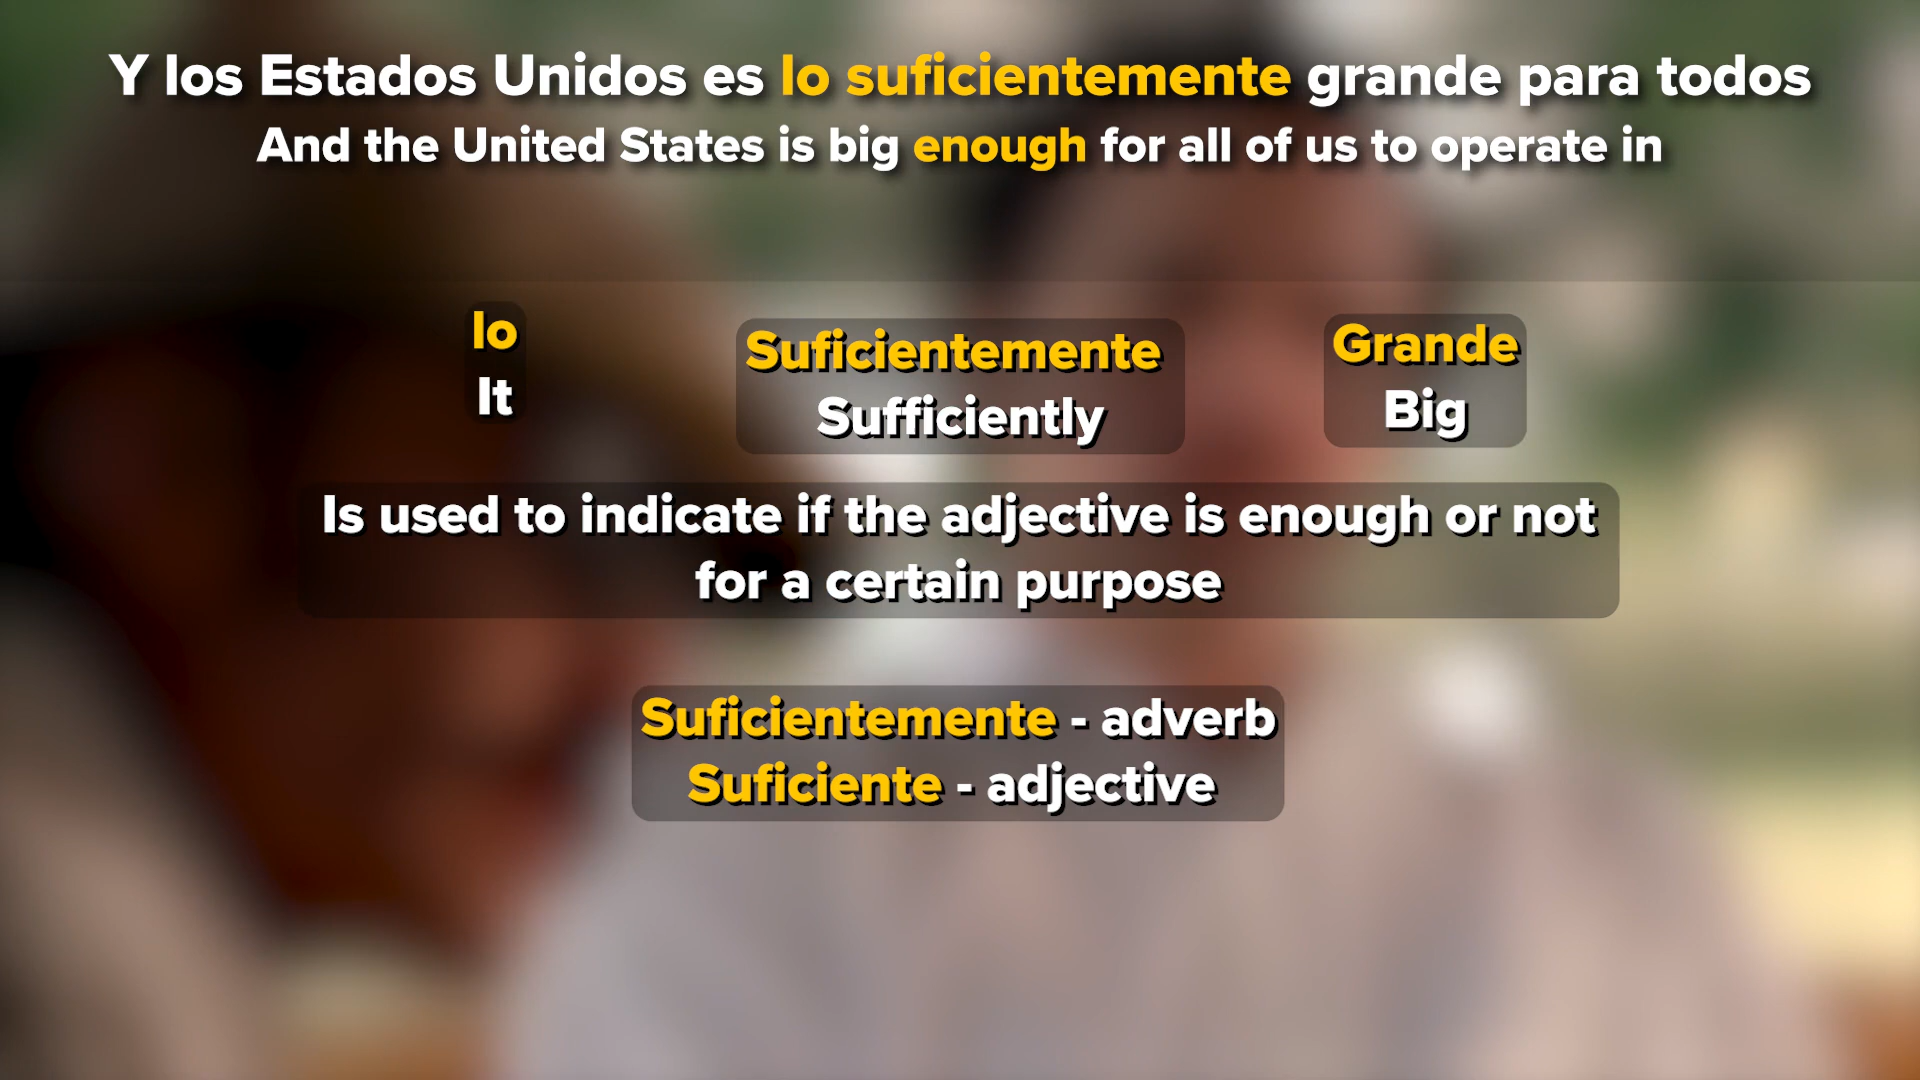 Y los Estados Unidos es lo suficientemente grande para todos
And the United States is big enough for all of us to operate in
lo
It
Suficientemente
Sufficiently
Grande
Big
Is used to indicate if the adjective is enough or not
for a certain purpose
Suficientemente - adverb
Suficiente - adjective